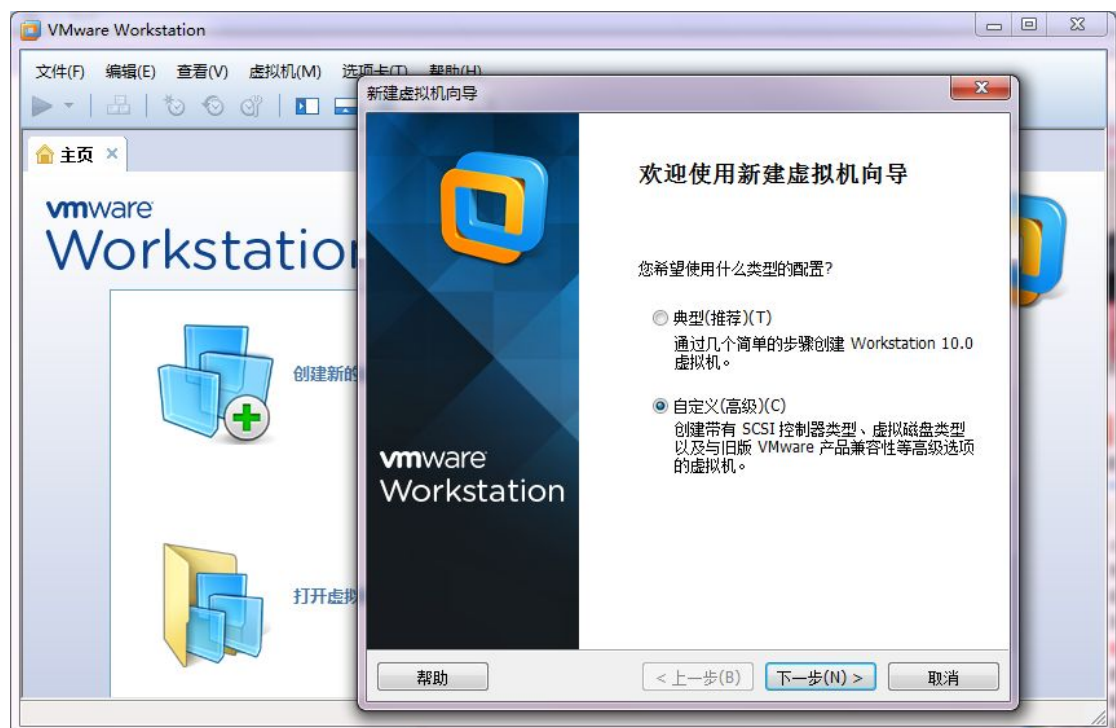 VMware Workstation
文件(F) 编辑(E) 查看(V) 虚拟机(M) 选项卡(T) 帮助(H)
主页
vmware
Workstation
创建新的
打开虚拟
新建虚拟机向导
vmware
Workstation
欢迎使用新建虚拟机向导
您希望使用什么类型的配置?
典型(推荐)(T)
通过几个简单的步骤创建 Workstation 10.0
虚拟机。
自定义(高级)(C)
创建带有 SCSI 控制器类型、虚拟磁盘类型
以及与旧版 VMware 产品兼容性等高级选项
的虚拟机。
帮助 < 上一步(B) 下一步(N) > 取消